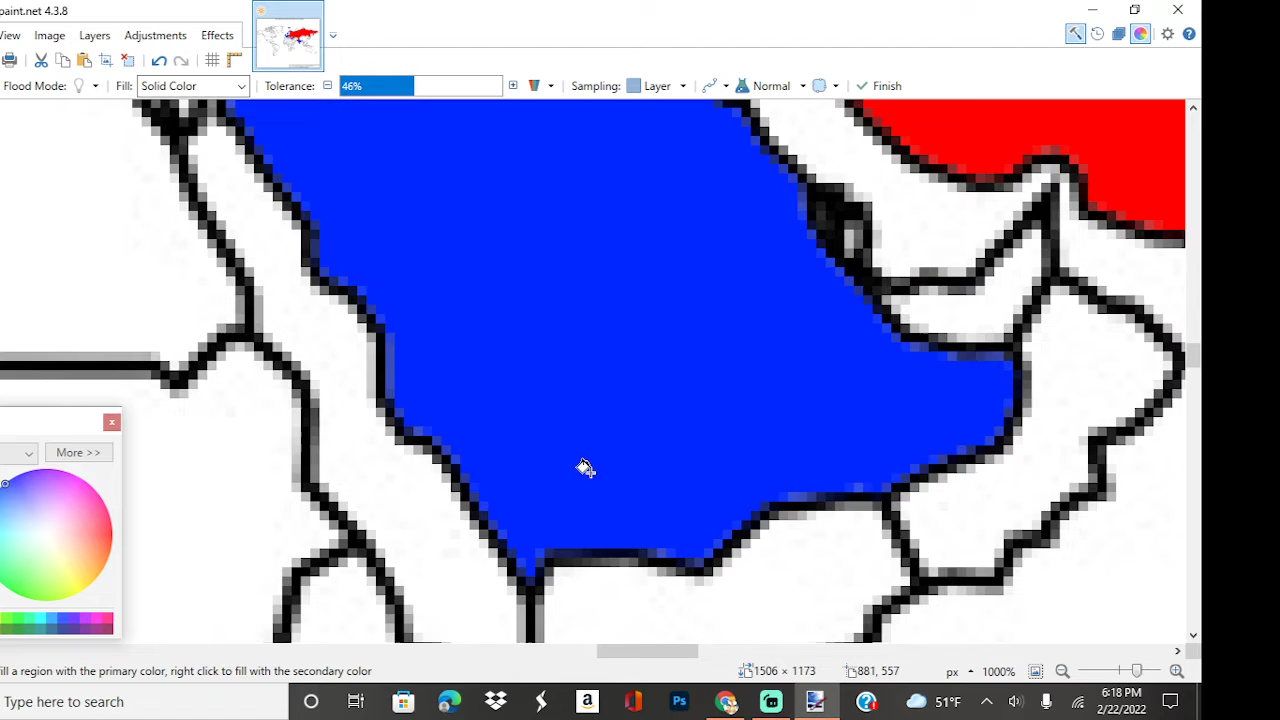 paint.net 4.3.8
View Image Layers Adjustments Effects
Flood Mode: Fill: Solid Color Tolerance: 46% Sampling: Layer Normal Finish
More >>
fill a region with the primary color, right click to fill with the secondary color 1506 × 1173 881, 557 px 1000%
Type here to search a Ps 51°F 6:18 PM
2/22/2022